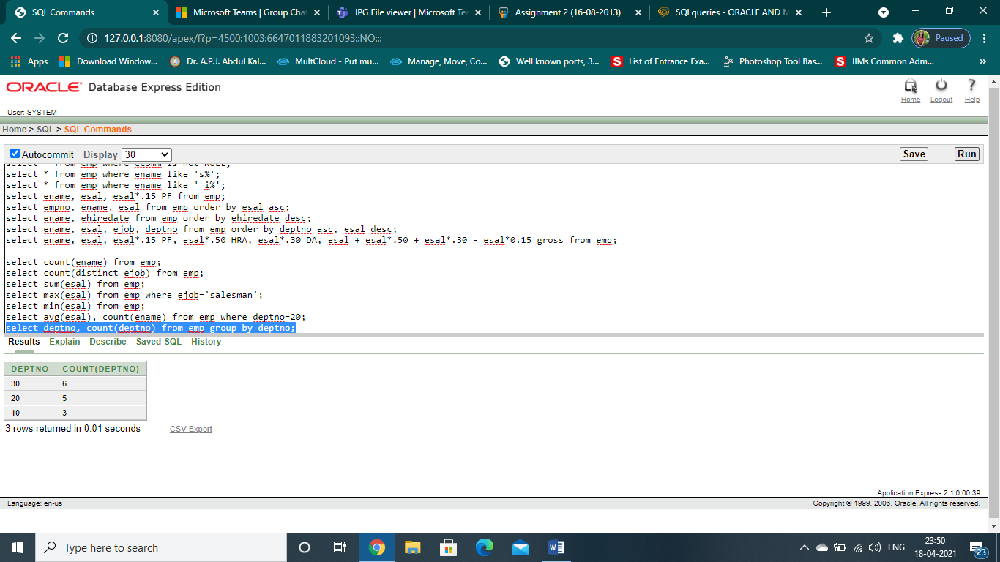 SQL Commands
Microsoft Teams | Group Cha
JPG File viewer | Microsoft Te
Assignment 2 (16-08-2013)
SQl queries - ORACLE AND M
127.0.0.1:8080/apex/f?p=4500:1003:6647011883201093::NO:::
Paused
Apps
Download Window...
Dr. A.P.J. Abdul Kal...
MultCloud - Put mu...
Manage, Move, Co...
Well known ports, 3...
List of Entrance Exa...
Photoshop Tool Bas...
IIMs Common Adm...
»
ORACLE Database Express Edition
Home
Logout
Help
User: SYSTEM
Home > SQL > SQL Commands
Autocommit Display 30
Save
Run
select * from emp where ecomm is not NULL;
select * from emp where ename like 's%';
select * from emp where ename like '_i%';
select ename, esal, esal*.15 PF from emp;
select empno, ename, esal from emp order by esal asc;
select ename, ehiredate from emp order by ehiredate desc;
select ename, esal, ejob, deptno from emp order by deptno asc, esal desc;
select ename, esal, esal*.15 PF, esal*.50 HRA, esal*.30 DA, esal + esal*.50 + esal*.30 - esal*0.15 gross from emp;
select count(ename) from emp;
select count(distinct ejob) from emp;
select sum(esal) from emp;
select max(esal) from emp where ejob='salesman';
select min(esal) from emp;
select avg(esal), count(ename) from emp where deptno=20;
select deptno, count(deptno) from emp group by deptno;
Results Explain Describe Saved SQL History
DEPTNO COUNT(DEPTNO)
30 6
20 5
10 3
3 rows returned in 0.01 seconds
CSV Export
Application Express 2.1.0.00.39
Language: en-us
Copyright © 1999, 2006, Oracle. All rights reserved.
Type here to search
ENG
23:50
18-04-2021
23